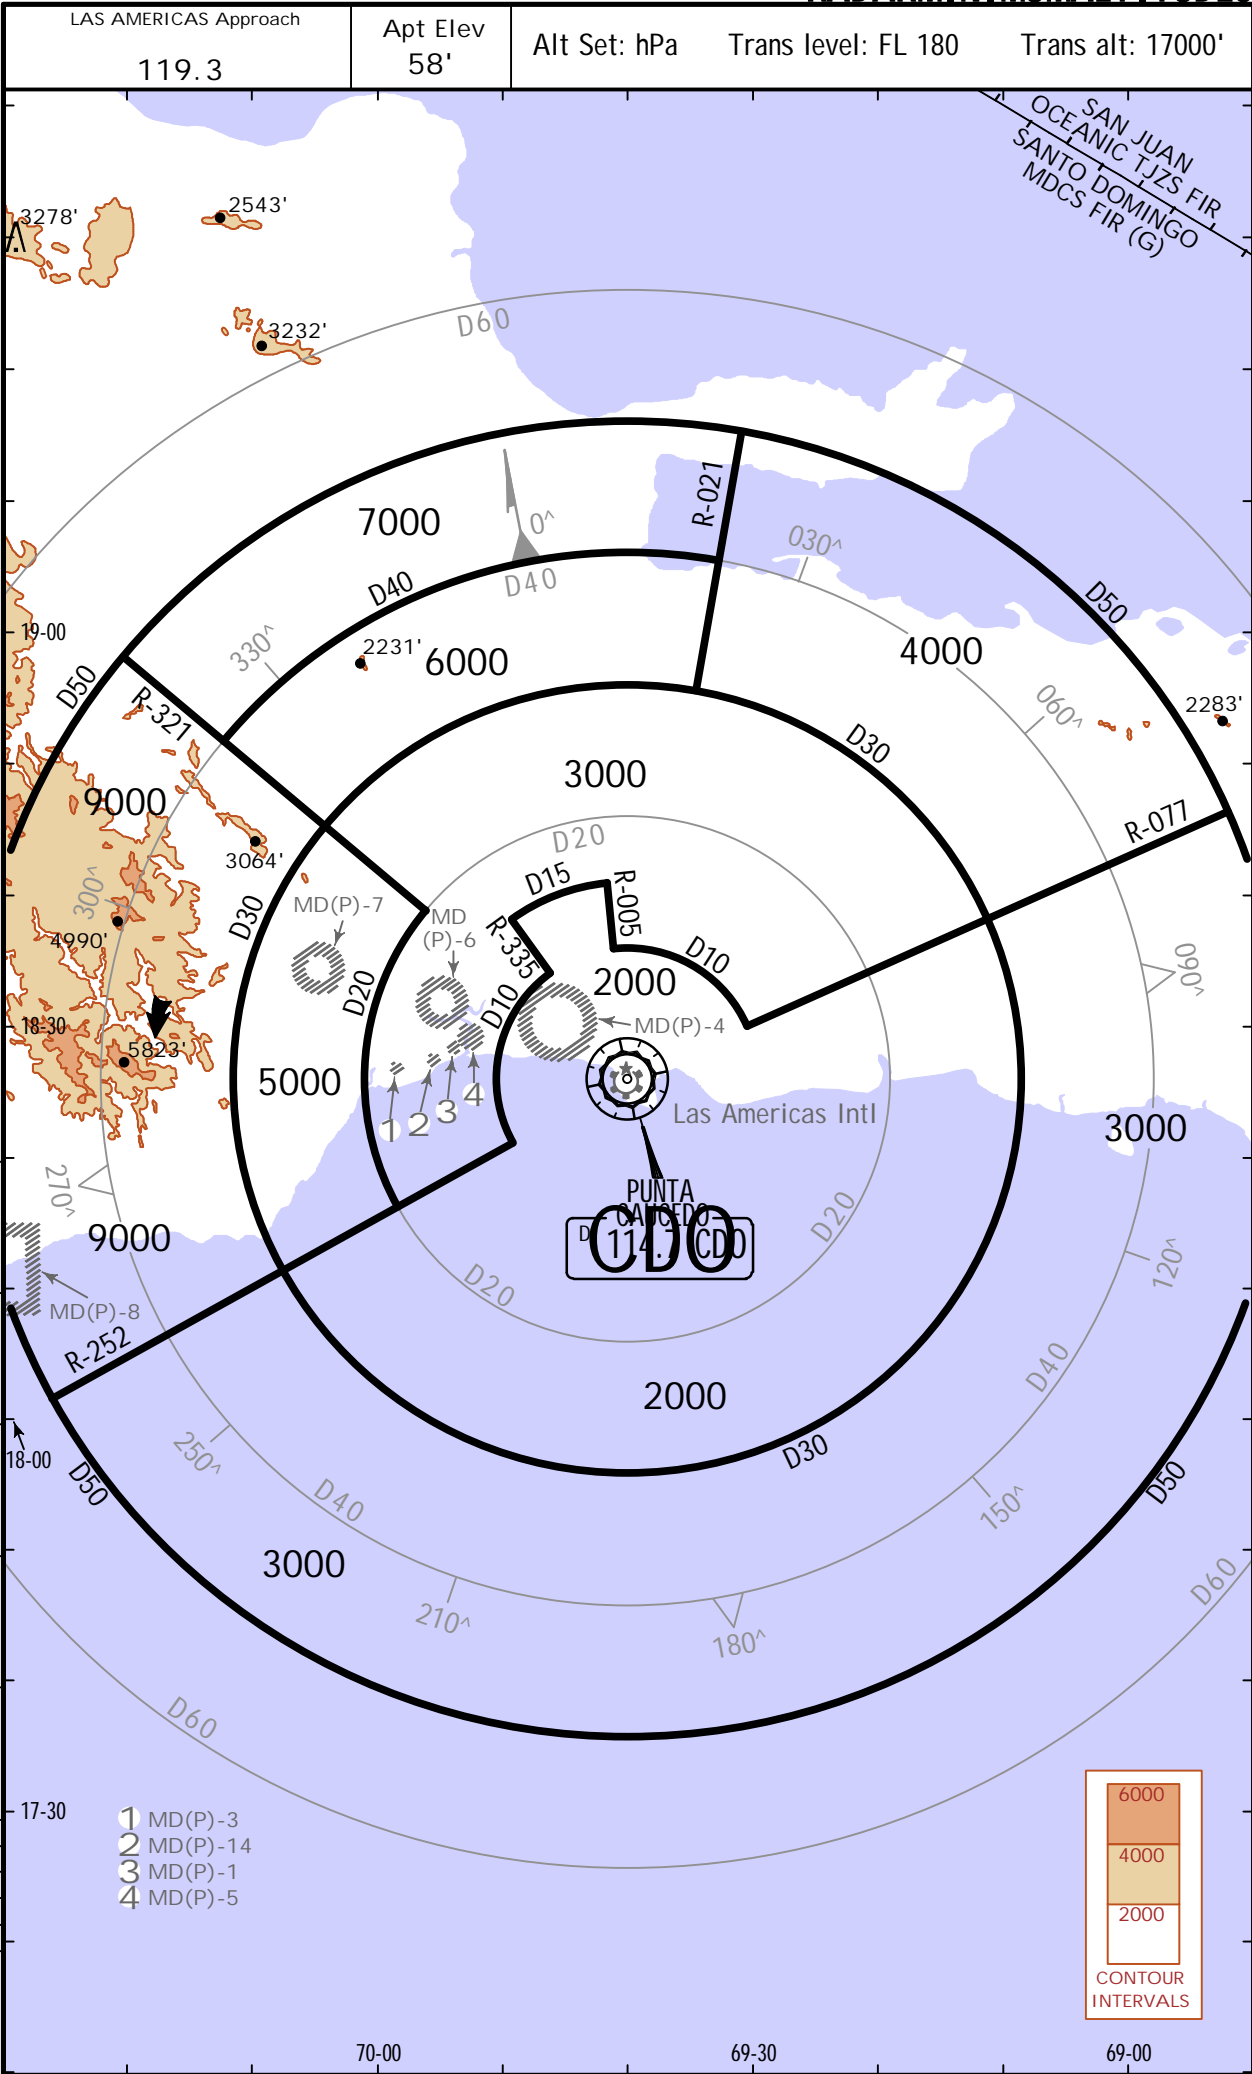 LAS AMERICAS Approach
119.3
Apt Elev
58'
Alt Set: hPa
Trans level: FL 180
Trans alt: 17000'
SAN JUAN
OCEANIC TJZS FIR
SANTO DOMINGO
MDCS FIR (G)
3278'
2543'
3232'
D60
7000
R-021
0^
030^
D40
D40
D50
19-00
330^
2231'
6000
4000
D50
R-321
060^
2283'
D30
9000
3000
R-077
3064'
D20
300^
D15
R-005
MD(P)-7
MD
(P)-6
D30
4990'
R-335
D10
090^
D20
2000
D10
18-30
MD(P)-4
5823'
5000
4
3
2
1
Las Americas Intl
3000
270^
PUNTA
CAUCEDO
D 114.7 CDO
CDO
D20
9000
120^
D20
MD(P)-8
R-252
D40
2000
250^
D30
18-00
D50
D50
D40
150^
3000
210^
180^
D60
D60
17-30
1 MD(P)-3
2 MD(P)-14
3 MD(P)-1
4 MD(P)-5
6000
4000
2000
CONTOUR
INTERVALS
70-00
69-30
69-00